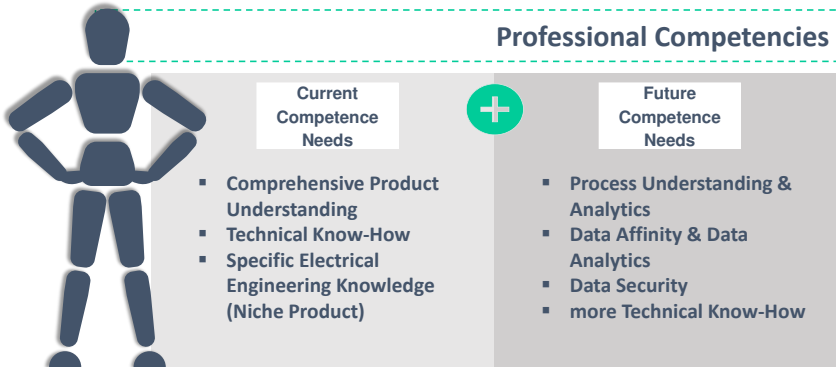 Professional Competencies
Current
Competence
Needs
▪ Comprehensive Product
Understanding
▪ Technical Know-How
▪ Specific Electrical
Engineering Knowledge
(Niche Product)
Future
Competence
Needs
▪ Process Understanding &
Analytics
▪ Data Affinity & Data
Analytics
▪ Data Security
▪ more Technical Know-How